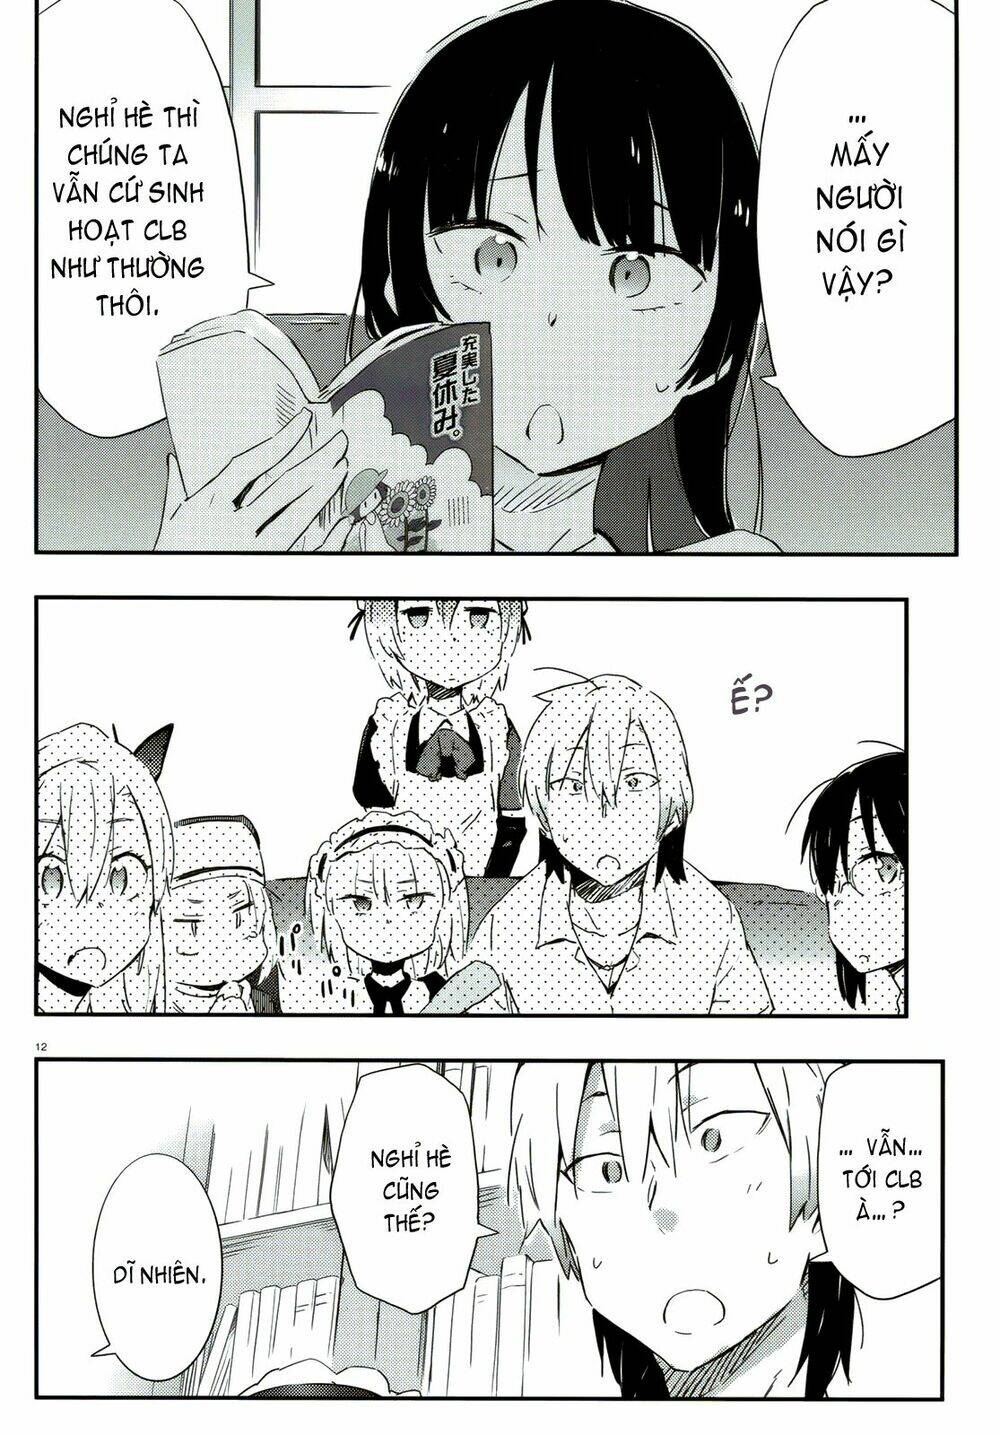 ...
MẤY
NGƯỜI
NÓI GÌ
VẬY?
NGHỈ HÈ THÌ
CHÚNG TA
VẪN CỨ SINH
HOẠT CLB
NHƯ THƯỜNG
THÔI.
充実した
夏休み。
Ế?
12
... VẪN...
TỚI CLB
À...?
NGHỈ HÈ
CŨNG
THẾ?
DĨ NHIÊN.